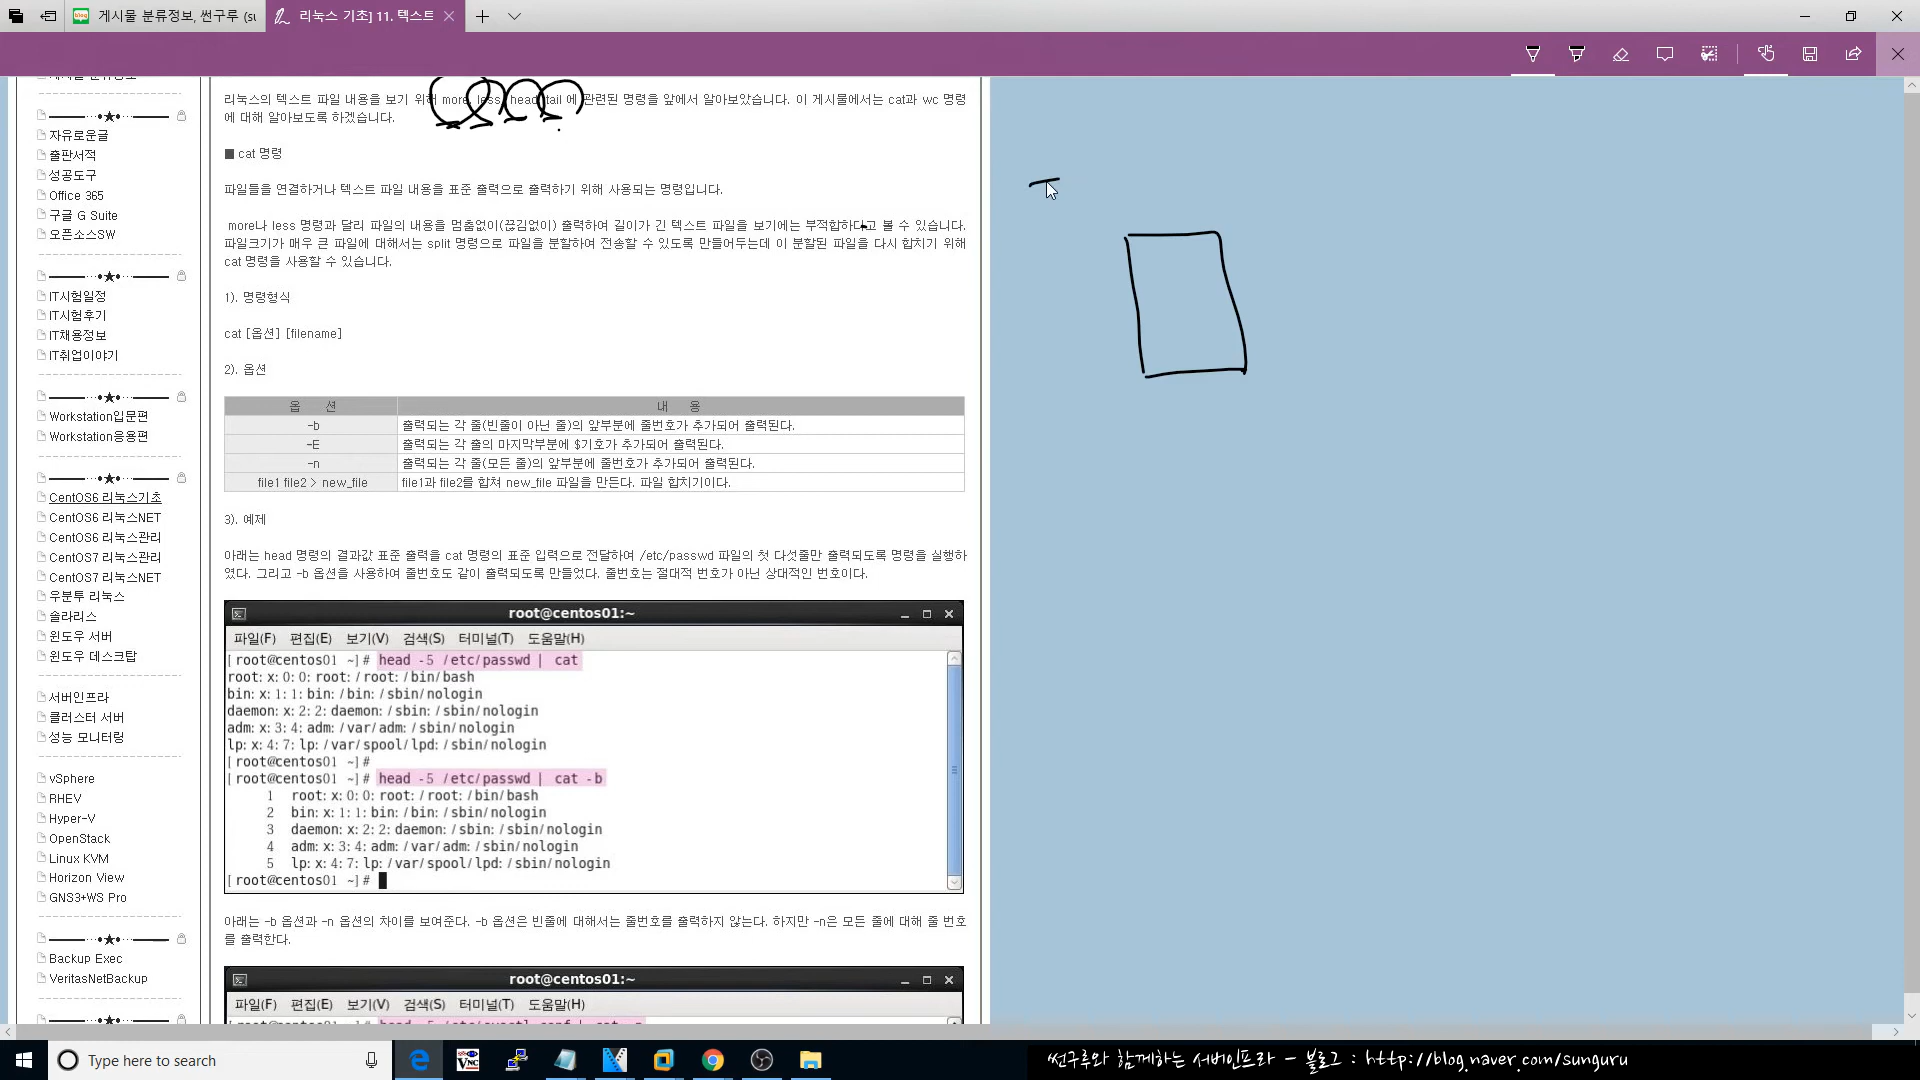 게시물 분류정보, 썬구루 (su
리눅스 기초] 11. 텍스트
자유로운글
출판서적
성공도구
Office 365
구글 G Suite
오픈소스SW
IT시험일정
IT시험후기
IT채용정보
IT취업이야기
Workstation입문편
Workstation응용편
CentOS6 리눅스기초
CentOS6 리눅스NET
CentOS6 리눅스관리
CentOS7 리눅스관리
CentOS7 리눅스NET
우분투 리눅스
솔라리스
윈도우 서버
윈도우 데스크탑
서버인프라
클러스터 서버
성능 모니터링
vSphere
RHEV
Hyper-V
OpenStack
Linux KVM
Horizon View
GNS3+WS Pro
Backup Exec
VeritasNetBackup
리눅스의 텍스트 파일 내용을 보기 위해 more, less, head, tail 에 관련된 명령을 앞에서 알아보았습니다. 이 게시물에서는 cat과 wc 명령
에 대해 알아보도록 하겠습니다.
■ cat 명령
파일들을 연결하거나 텍스트 파일 내용을 표준 출력으로 출력하기 위해 사용되는 명령입니다.
more나 less 명령과 달리 파일의 내용을 멈춤없이(끊김없이) 출력하여 길이가 긴 텍스트 파일을 보기에는 부적합하다고 볼 수 있습니다.
파일크기가 매우 큰 파일에 대해서는 split 명령으로 파일을 분할하여 전송할 수 있도록 만들어두는데 이 분할된 파일을 다시 합치기 위해
cat 명령을 사용할 수 있습니다.
1). 명령형식
cat [옵션] [filename]
2). 옵션
옵 션 내 용
-b 출력되는 각 줄(빈줄이 아닌 줄)의 앞부분에 줄번호가 추가되어 출력된다.
-E 출력되는 각 줄의 마지막부분에 $기호가 추가되어 출력된다.
-n 출력되는 각 줄(모든 줄)의 앞부분에 줄번호가 추가되어 출력된다.
file1 file2 > new_file file1과 file2를 합쳐 new_file 파일을 만든다. 파일 합치기이다.
3). 예제
아래는 head 명령의 결과값 표준 출력을 cat 명령의 표준 입력으로 전달하여 /etc/passwd 파일의 첫 다섯줄만 출력되도록 명령을 실행하
였다. 그리고 -b 옵션을 사용하여 줄번호도 같이 출력되도록 만들었다. 줄번호는 절대적 번호가 아닌 상대적인 번호이다.
root@centos01:~
파일(F) 편집(E) 보기(V) 검색(S) 터미널(T) 도움말(H)
[root@centos01 ~]# head -5 /etc/passwd | cat
root:x:0:0:root:/root:/bin/bash
bin:x:1:1:bin:/bin:/sbin/nologin
daemon:x:2:2:daemon:/sbin:/sbin/nologin
adm:x:3:4:adm:/var/adm:/sbin/nologin
lp:x:4:7:lp:/var/spool/lpd:/sbin/nologin
[root@centos01 ~]#
[root@centos01 ~]# head -5 /etc/passwd | cat -b
1 root:x:0:0:root:/root:/bin/bash
2 bin:x:1:1:bin:/bin:/sbin/nologin
3 daemon:x:2:2:daemon:/sbin:/sbin/nologin
4 adm:x:3:4:adm:/var/adm:/sbin/nologin
5 lp:x:4:7:lp:/var/spool/lpd:/sbin/nologin
[root@centos01 ~]#
아래는 -b 옵션과 -n 옵션의 차이를 보여준다. -b 옵션은 빈줄에 대해서는 줄번호를 출력하지 않는다. 하지만 -n은 모든 줄에 대해 줄 번호
를 출력한다.
root@centos01:~
파일(F) 편집(E) 보기(V) 검색(S) 터미널(T) 도움말(H)
Type here to search
썬구루와 함께하는 서버인프라 - 블로그 : http://blog.naver.com/sunguru